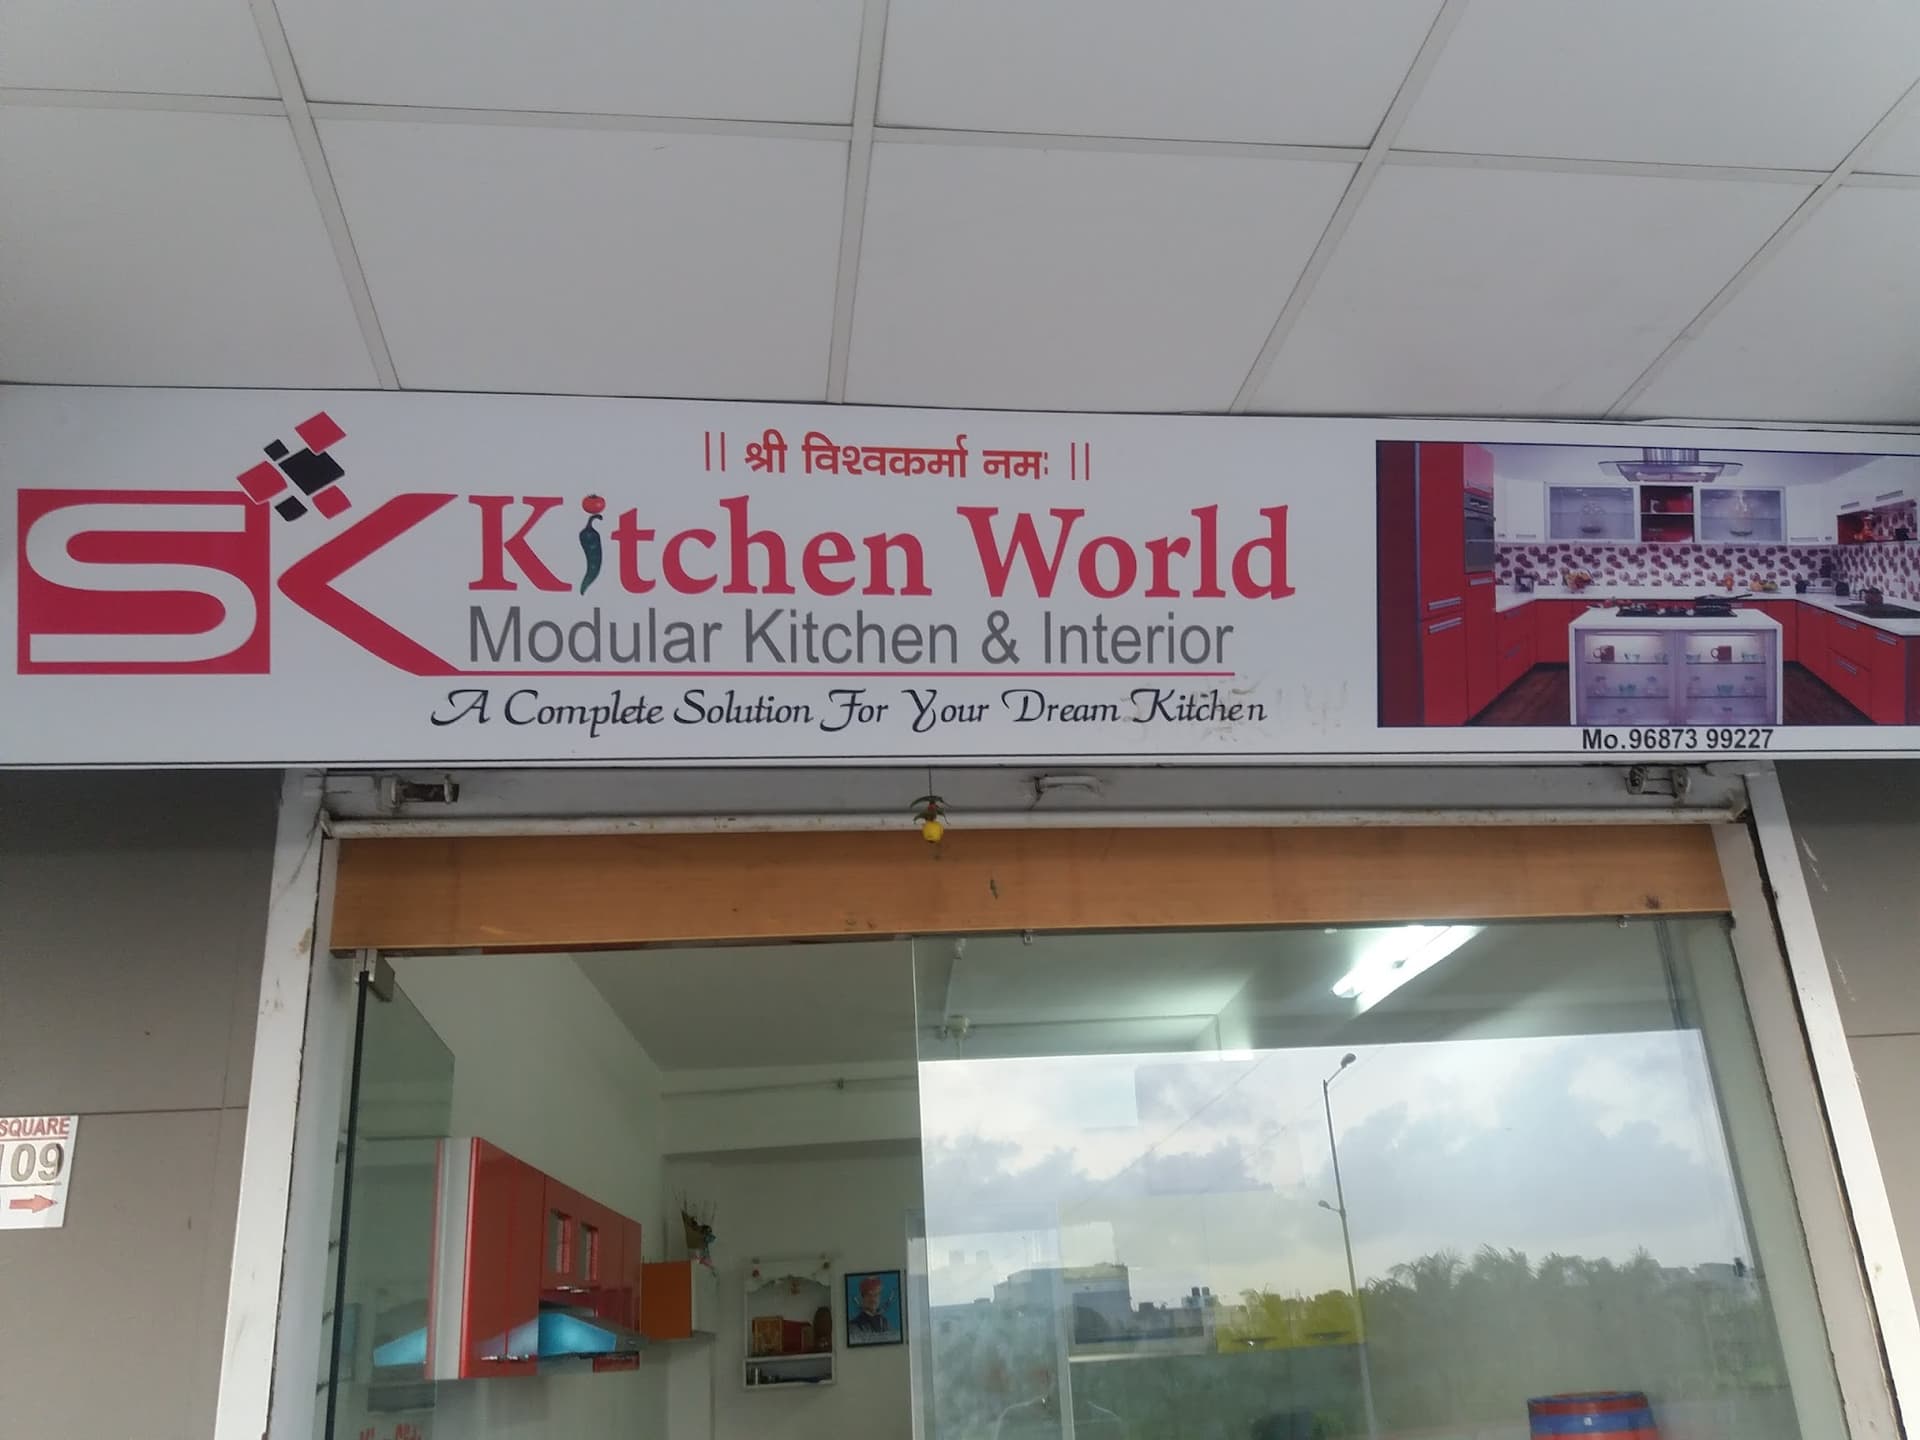 || श्री विश्वकर्मा नमः ||
SK Kitchen World
Modular Kitchen & Interior
A Complete Solution For Your Dream Kitchen
Mo.96873 99227
SQUARE
109